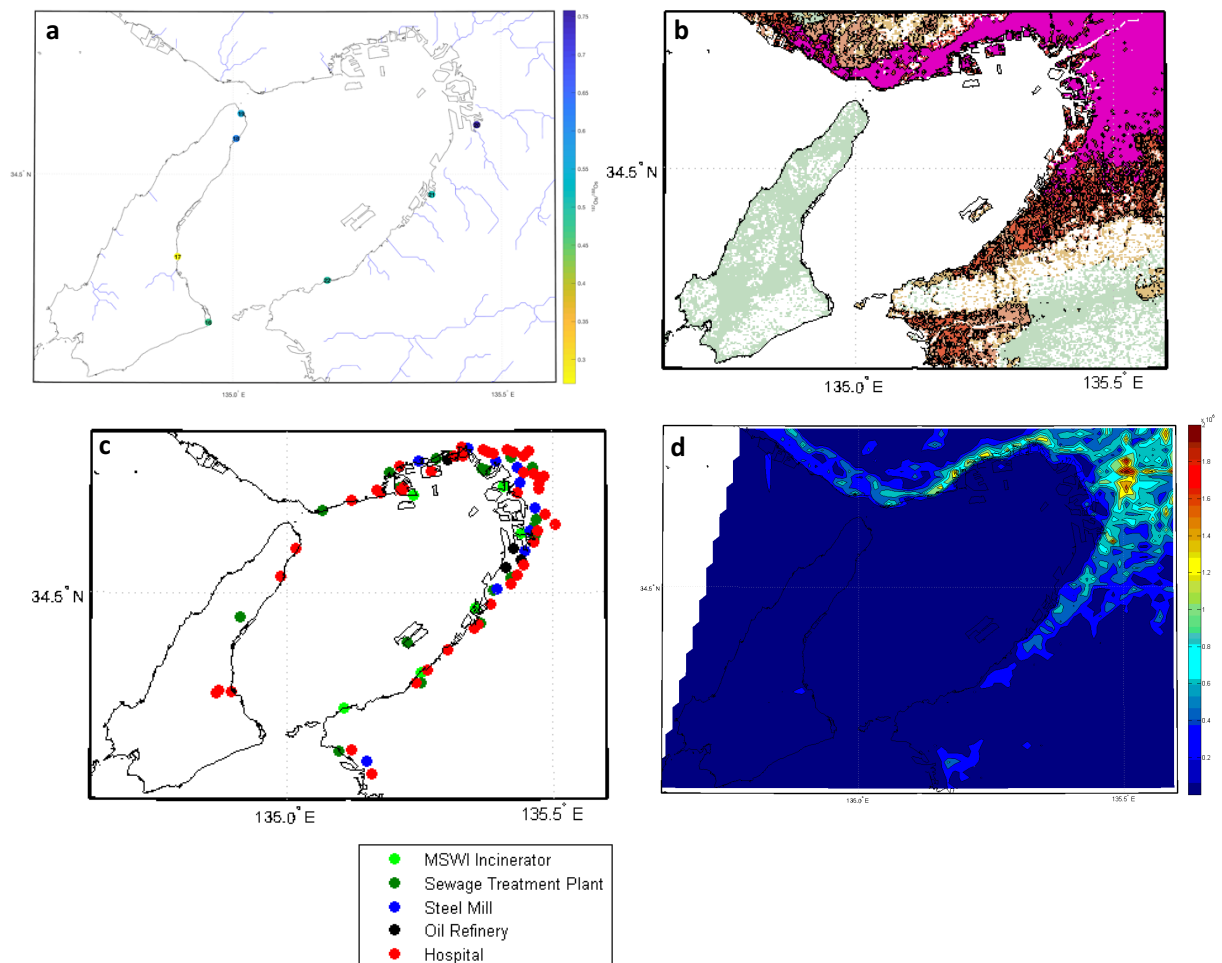 a
34.5° N
135.0° E
135.5° E
0.75
0.7
0.65
0.6
0.55
0.5
0.45
0.4
0.35
0.3
17
b
34.5° N
135.0° E
135.5° E
c
34.5° N
135.0° E
135.5° E
d
34.5° N
135.0° E
135.5° E
1.8
1.6
1.4
1.2
1
0.8
0.6
0.4
0.2
MSWI Incinerator
Sewage Treatment Plant
Steel Mill
Oil Refinery
Hospital